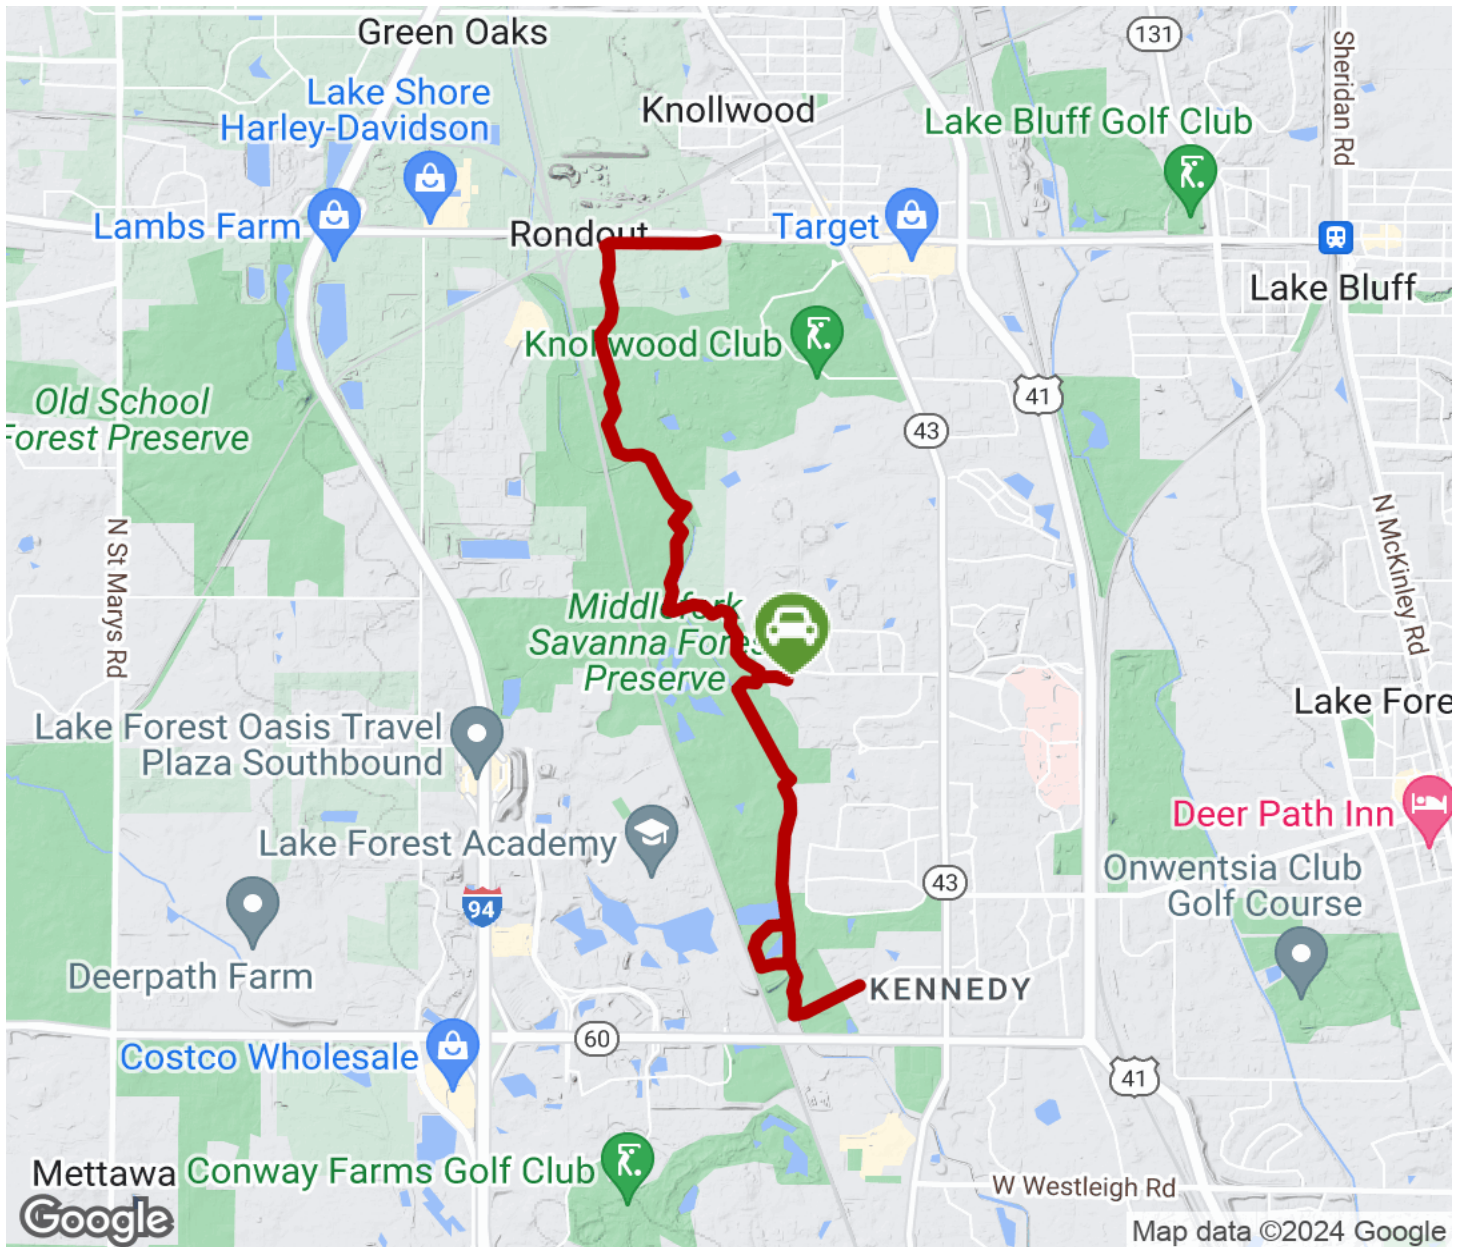 Green Oaks
131
Sheridan Rd
Lake Shore
Harley-Davidson
Knollwood
Lake Bluff Golf Club
Lambs Farm
Rondout
Target
Lake Bluff
Knollwood Club
41
Old School
Forest Preserve
43
N St Marys Rd
N McKinley Rd
Middlefork
Savanna Fores
Preserve
Lake Fore
Lake Forest Oasis Travel
Plaza Southbound
Deer Path Inn
Lake Forest Academy
Onwentsia Club
Golf Course
43
94
Deerpath Farm
KENNEDY
60
Costco Wholesale
41
Mettawa
Conway Farms Golf Club
W Westleigh Rd
Google
Map data ©2024 Google